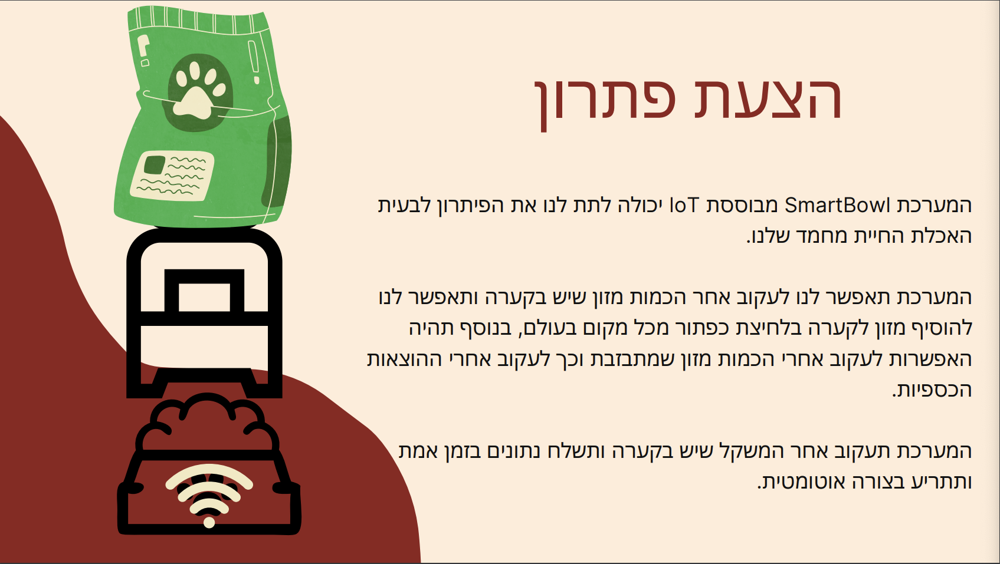 הצעת פתרון
המערכת SmartBowl מבוססת IoT יכולה לתת לנו את הפיתרון לבעית
האכלת החיית מחמד שלנו.
המערכת תאפשר לנו לעקוב אחר הכמות מזון שיש בקערה ותאפשר לנו
להוסיף מזון לקערה בלחיצת כפתור מכל מקום בעולם, בנוסף תהיה
האפשרות לעקוב אחרי הכמות מזון שמתבזבת וכך לעקוב אחרי ההוצאות
הכספיות.
המערכת תעקוב אחר המשקל שיש בקערה ותשלח נתונים בזמן אמת
ותתריע בצורה אוטומטית.